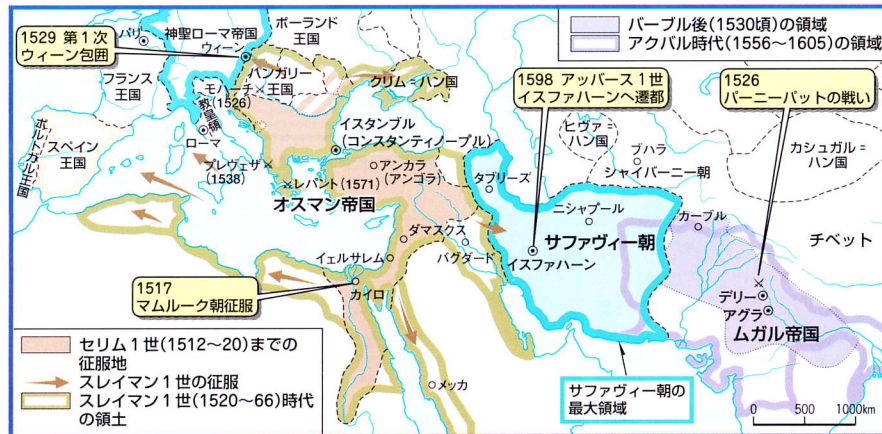 パリ
神聖ローマ帝国
ポーランド
王国
1529 第1次
ウィーン包囲
ウィーン
ハンガリー
王国
モハーチ
(1526)
フランス
王国
教皇領
ローマ
スペイン
王国
ポルトガル王国
クリム=ハン国
イスタンブル
(コンスタンティノープル)
プレヴェザ
(1538)
レパント(1571)
アンカラ
(アンゴラ)
オスマン帝国
ダマスクス
イェルサレム
バグダード
カイロ
1517
マムルーク朝征服
メッカ
タブリーズ
1598 アッバース1世
イスファハーンへ遷都
ヒヴァ=
ハン国
ブハラ
シャイバーニー朝
ニシャプール
サファヴィー朝
イスファハーン
カシュガル=
ハン国
1526
パーニーパットの戦い
カーブル
チベット
デリー
アグラ
ムガル帝国
バーブル後(1530頃)の領域
アクバル時代(1556〜1605)の領域
セリム1世(1512〜20)までの
征服地
スレイマン1世の征服
スレイマン1世(1520〜66)時代
の領土
サファヴィー朝の
最大領域
0 500 1000km